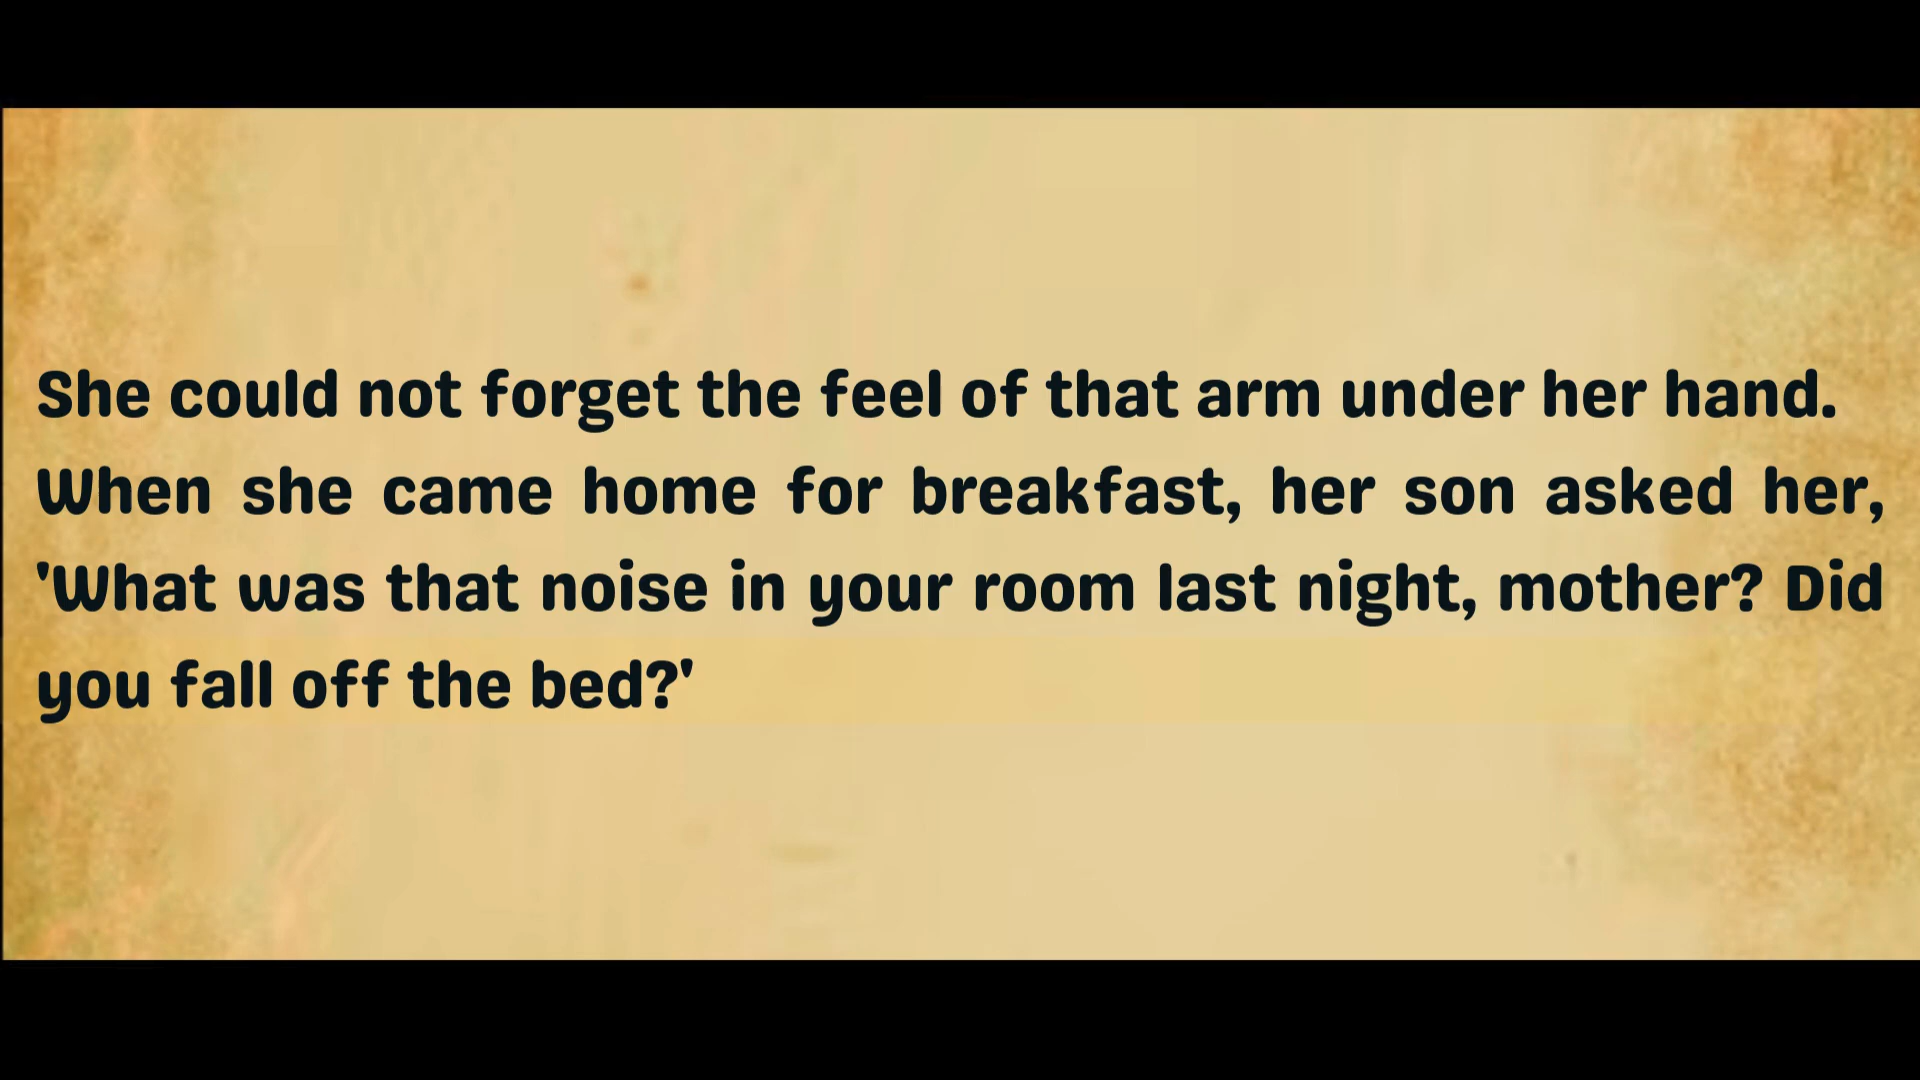 She could not forget the feel of that arm under her hand.
When she came home for breakfast, her son asked her,
'What was that noise in your room last night, mother? Did
you fall off the bed?'